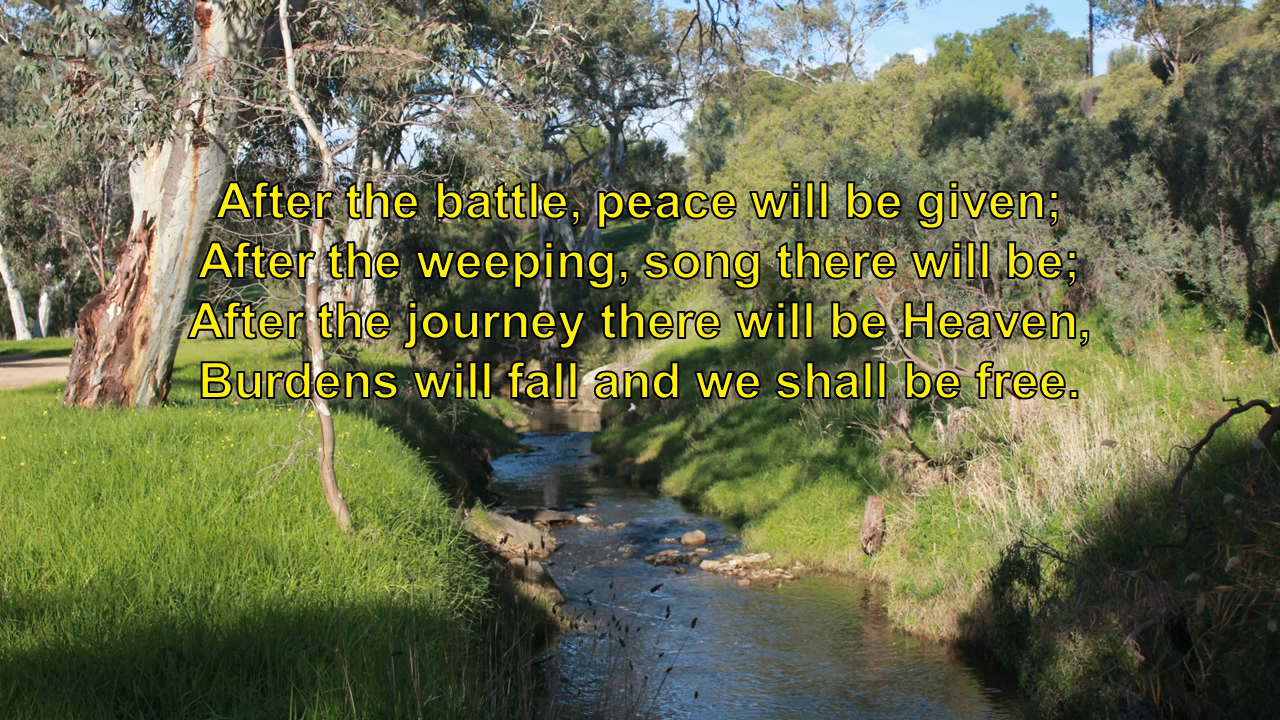 After the battle, peace will be given;
After the weeping, song there will be;
After the journey there will be Heaven,
Burdens will fall and we shall be free.